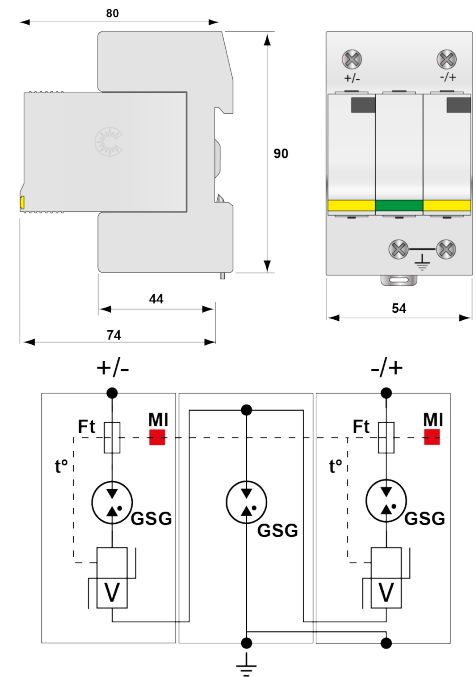 80
+/-
-/+
90
44
74
54
+/-
-/+
Ft
MI
Ft
MI
t°
t°
GSG
GSG
GSG
V
V